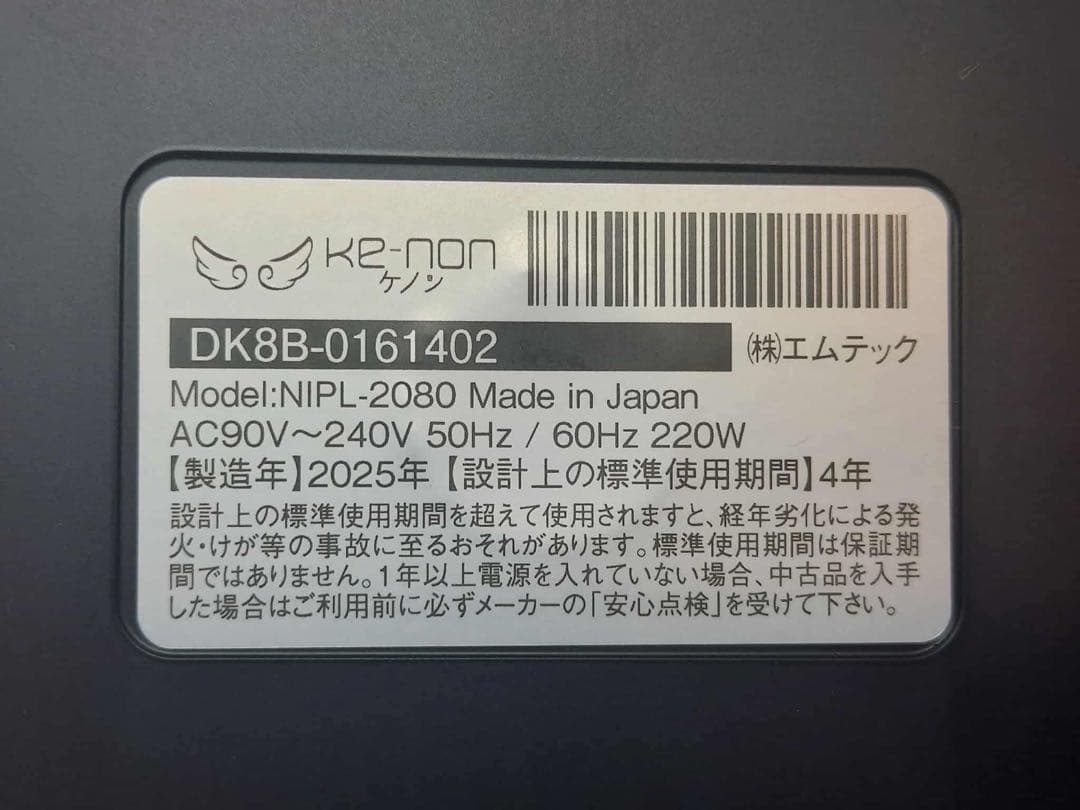 ke-non
ケノン
DK8B-0161402
(株)エムテック
Model:NIPL-2080 Made in Japan
AC90V～240V 50Hz / 60Hz 220W
【製造年】2025年【設計上の標準使用期間】4年
設計上の標準使用期間を超えて使用されますと、経年劣化による発
火・けが等の事故に至るおそれがあります。標準使用期間は保証期
間ではありません。1年以上電源を入れていない場合、中古品を入手
した場合はご利用前に必ずメーカーの「安心点検」を受けて下さい。